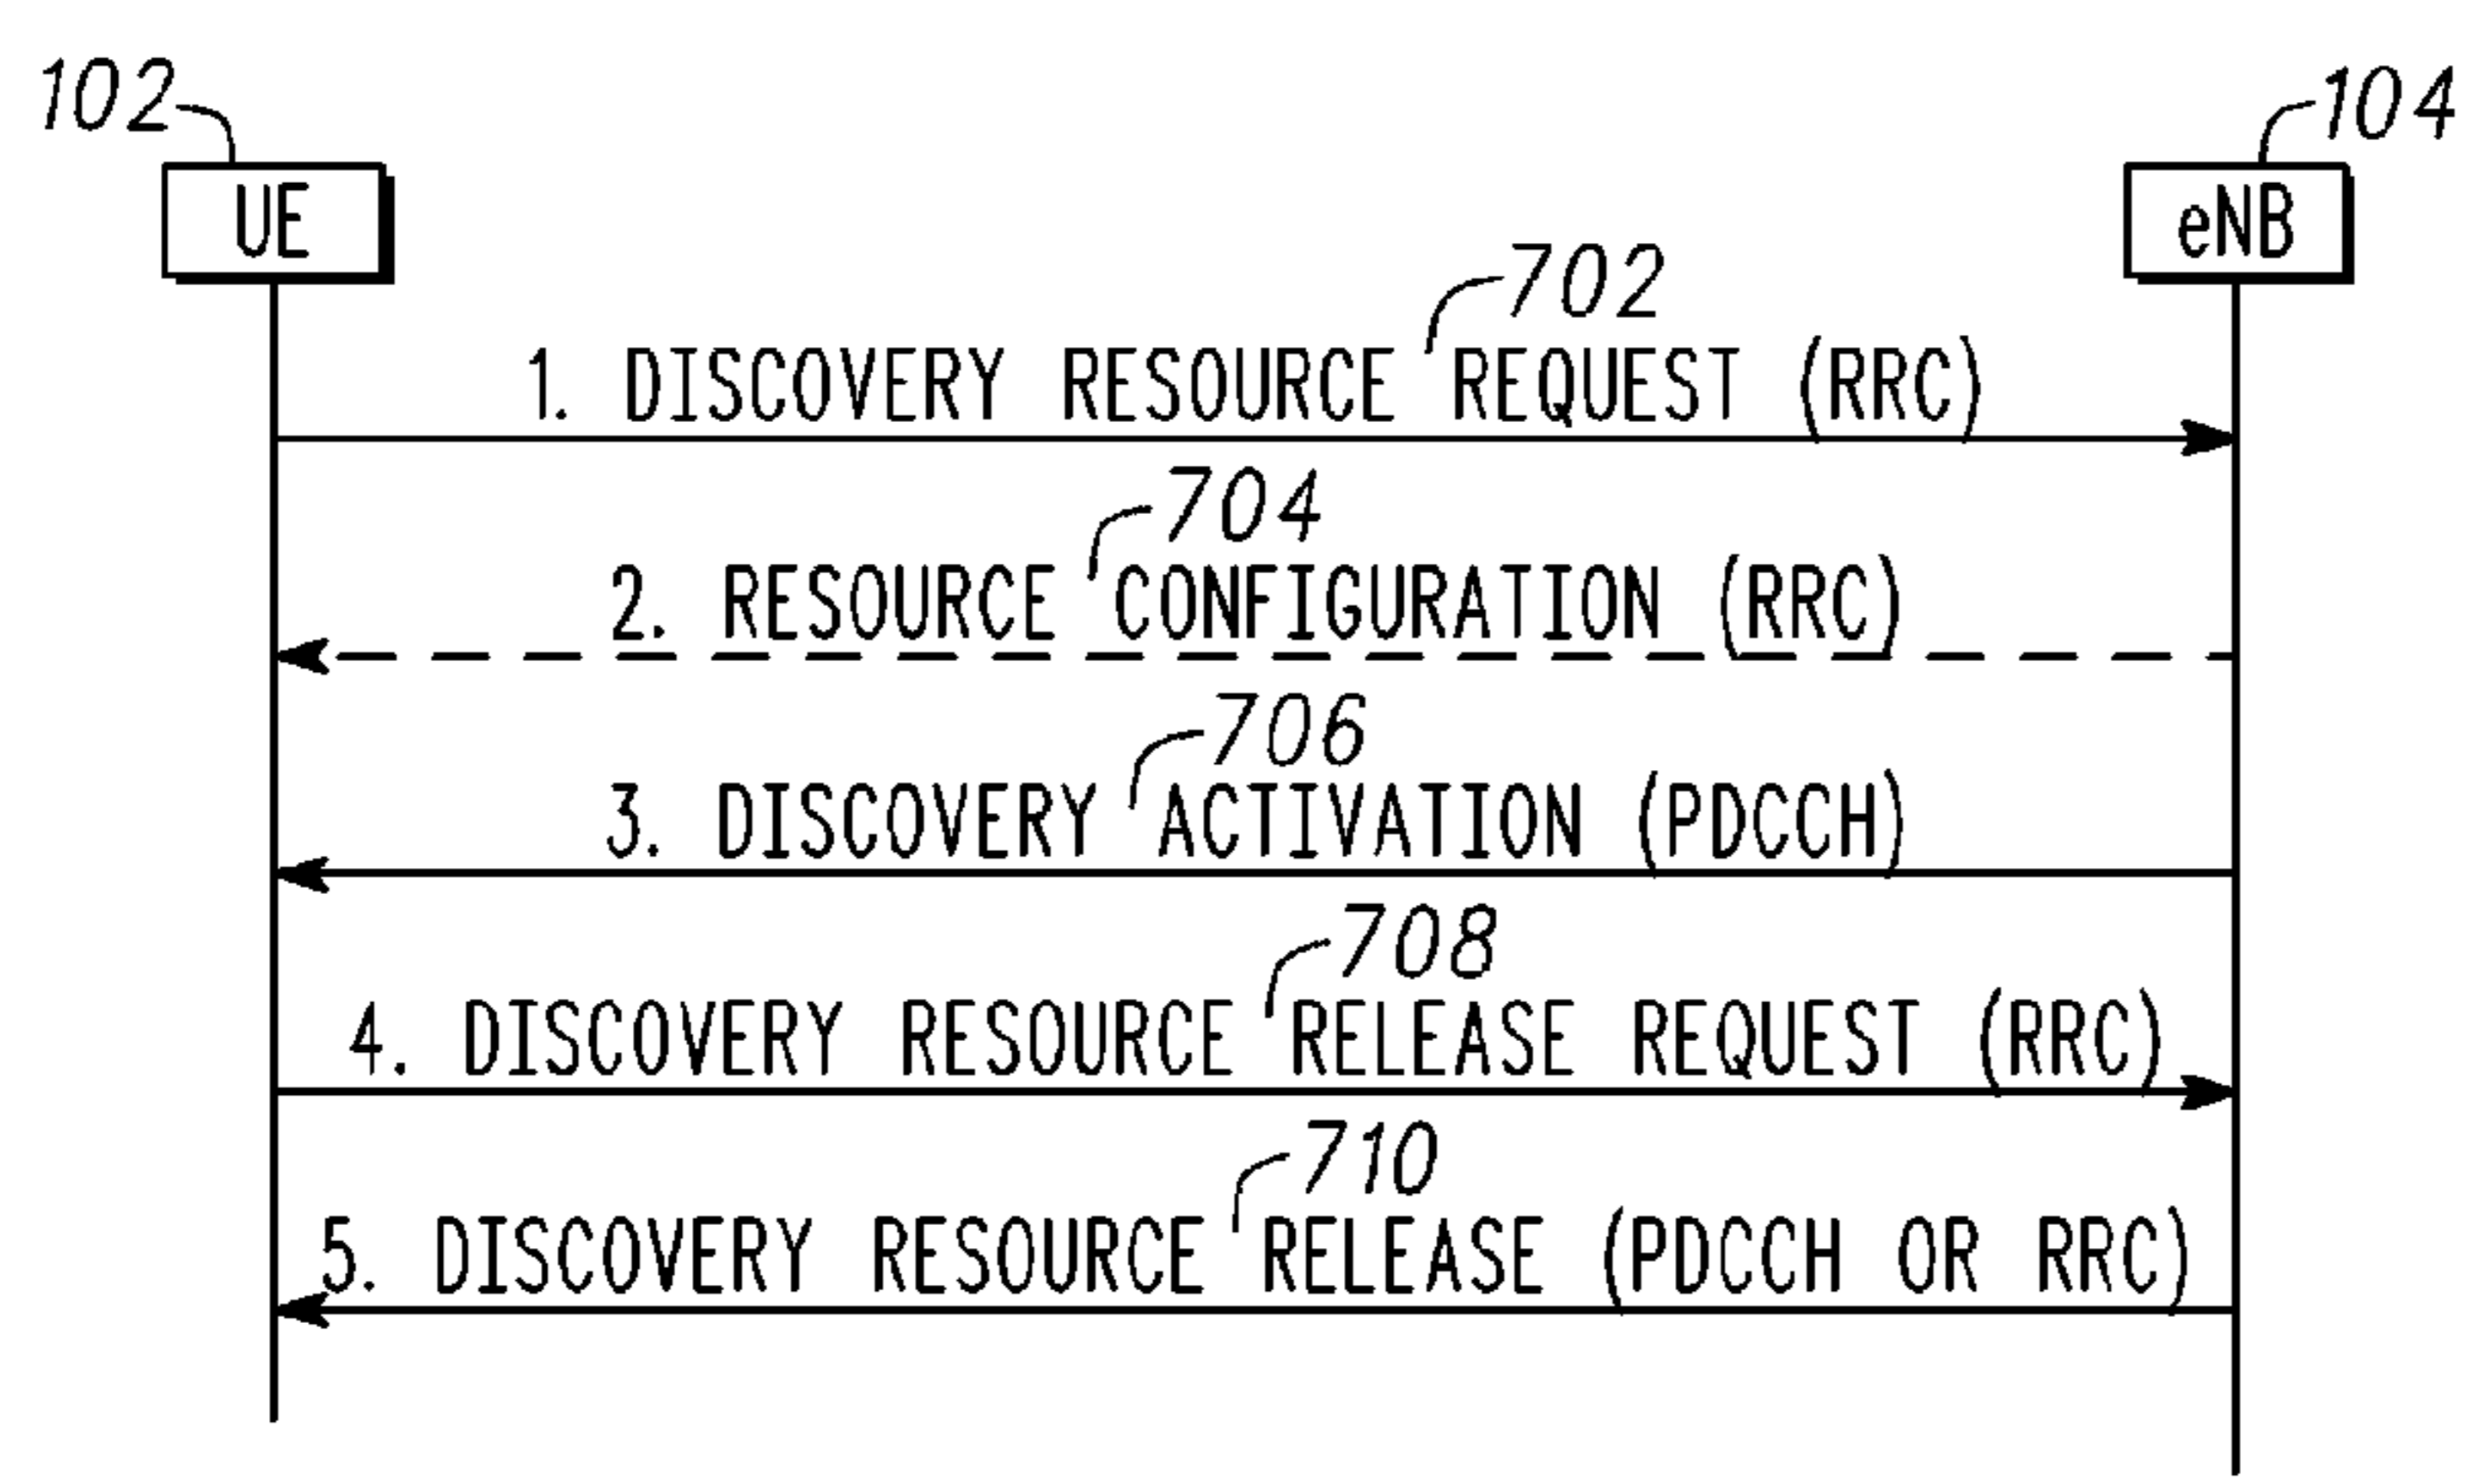 102
104
UE
eNB
702
1. DISCOVERY RESOURCE REQUEST (RRC)
704
2. RESOURCE CONFIGURATION (RRC)
706
3. DISCOVERY ACTIVATION (PDCCH)
708
4. DISCOVERY RESOURCE RELEASE REQUEST (RRC)
710
5. DISCOVERY RESOURCE RELEASE (PDCCH OR RRC)